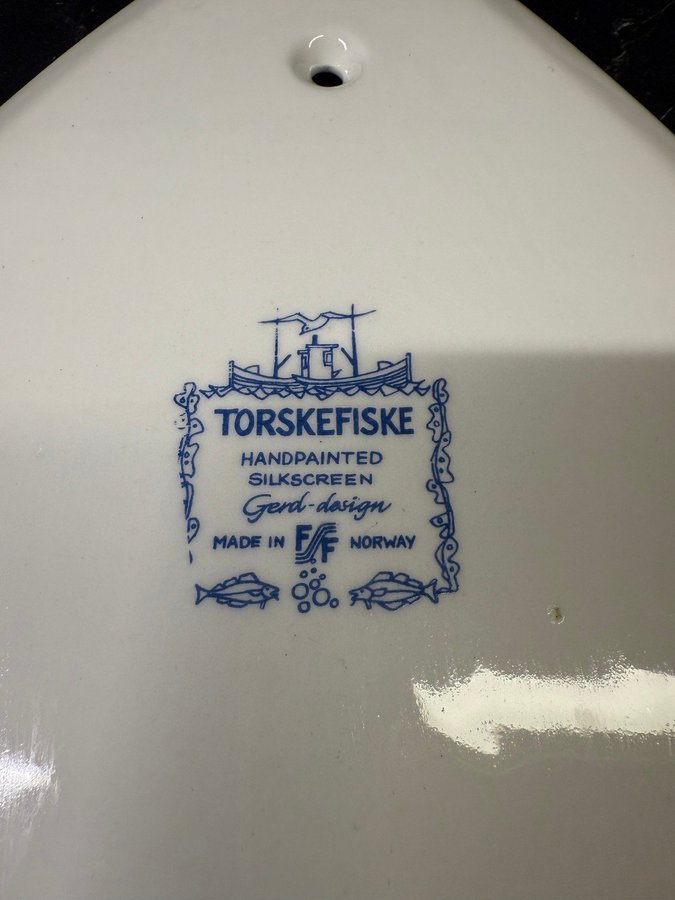 TORSKEFISKE
HANDPAINTED
SILKSCREEN
Gerd-design
MADE IN FF NORWAY